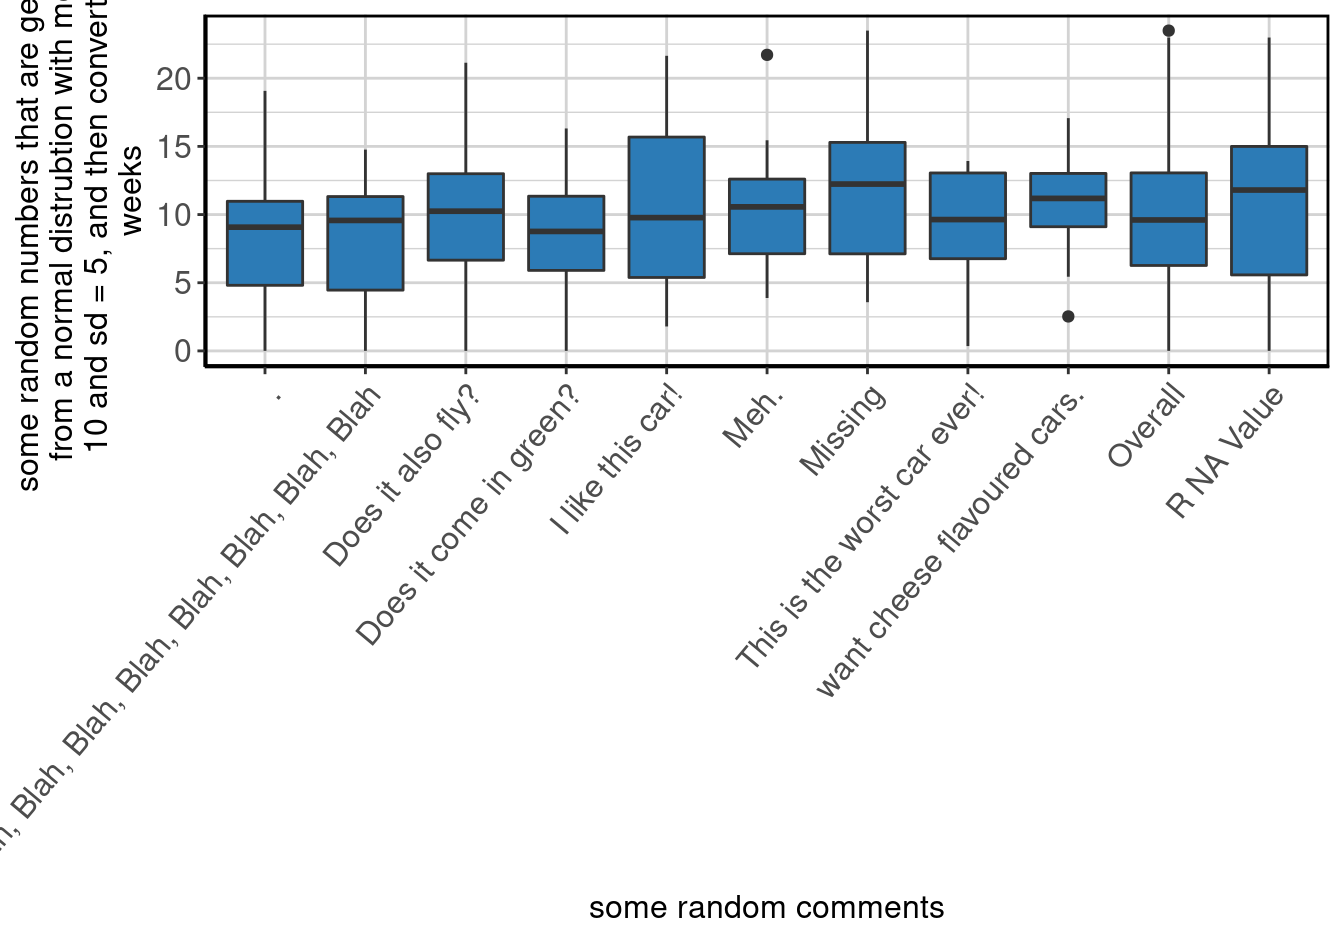 some random numbers that are ge
from a normal distrubtion with
10 and sd = 5, and then convert
weeks
20
15
10
5
0
.
Blah, Blah, Blah, Blah, Blah, Blah, Blah
Does it also fly?
Does it come in green?
I like this car!
Meh.
Missing
This is the worst car ever!
want cheese flavoured cars.
Overall
R NA Value
some random comments